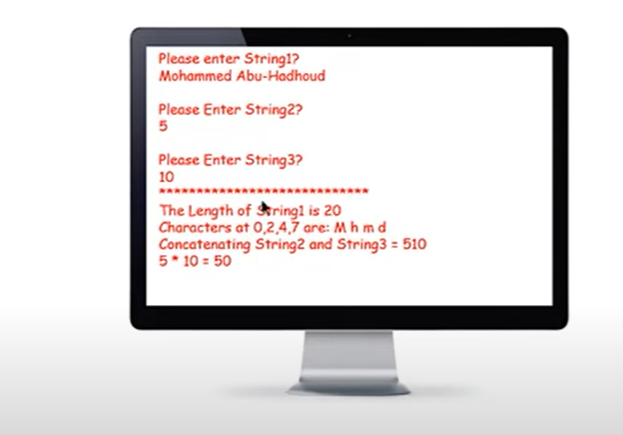 Please enter String1?
Mohammed Abu-Hadhoud
Please Enter String2?
5
Please Enter String3?
10
****************************
The Length of String1 is 20
Characters at 0,2,4,7 are: M h m d
Concatenating String2 and String3 = 510
5 * 10 = 50